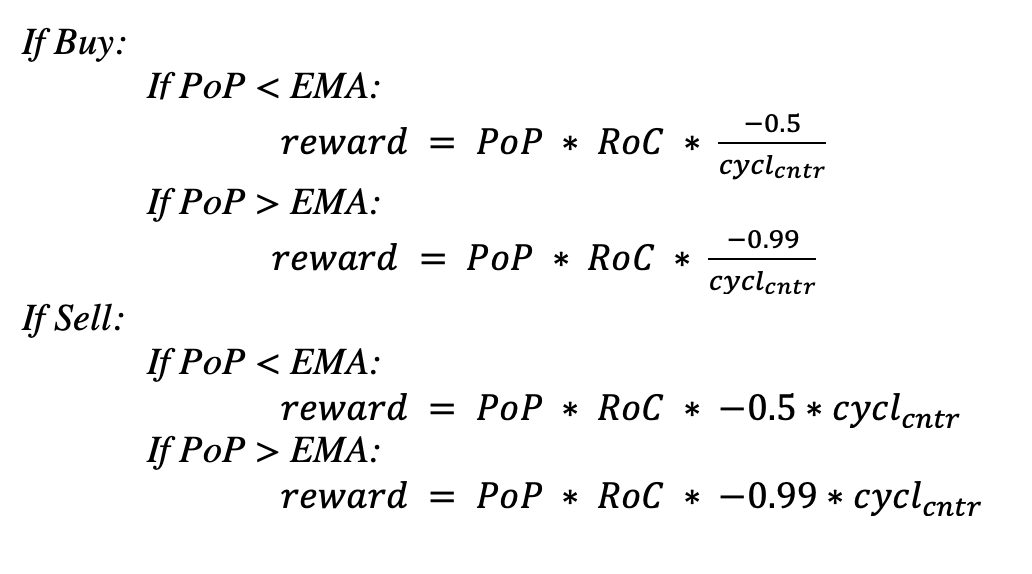 If Buy:
If PoP < EMA:
reward = PoP * RoC * \frac{-0.5}{cycl_{cntr}}
If PoP > EMA:
reward = PoP * RoC * \frac{-0.99}{cycl_{cntr}}
If Sell:
If PoP < EMA:
reward = PoP * RoC * −0.5 * cycl_{cntr}
If PoP > EMA:
reward = PoP * RoC * −0.99 * cycl_{cntr}